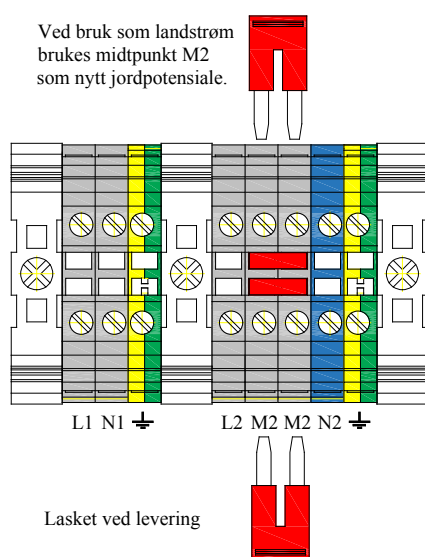 Ved bruk som landstrøm
brukes midtpunkt M2
som nytt jordpotensiale.
L1 N1 L2 M2 M2 N2
Lasket ved levering